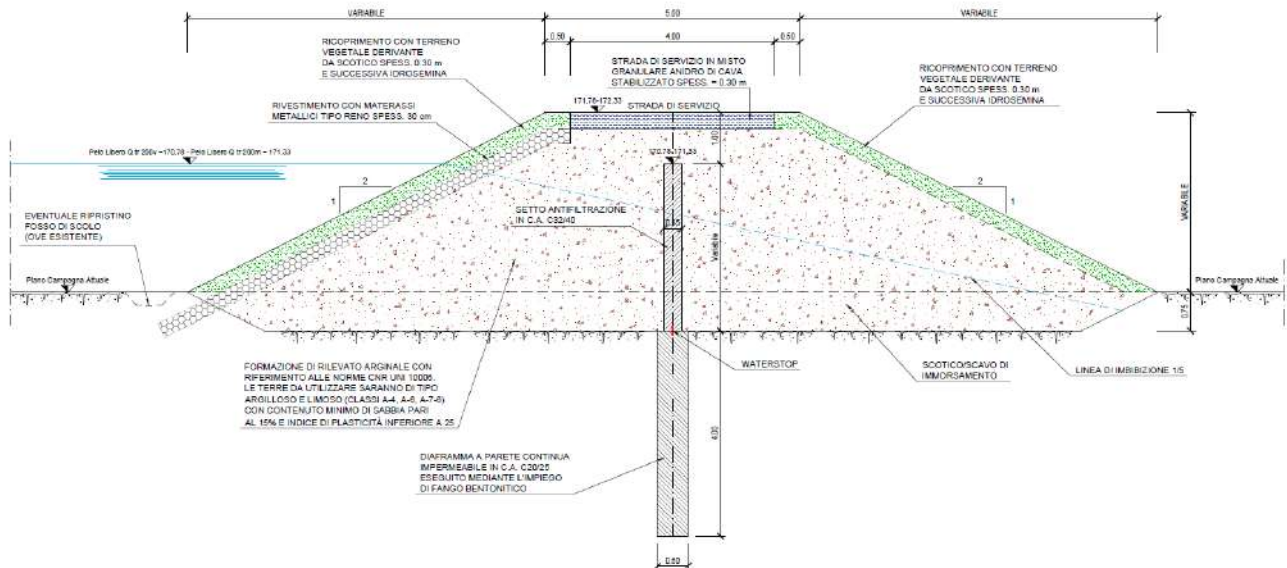 VARIABILE
5.00
VARIABILE
0.50
4.00
0.50
RICOPRIMENTO CON TERRENO
VEGETALE DERIVANTE
DA SCOTICO SPESS. 0.30 m
E SUCCESSIVA IDROSEMINA
STRADA DI SERVIZIO IN MISTO
GRANULARE ANIDRO DI CAVA
STABILIZZATO SPESS. = 0.30 m
RICOPRIMENTO CON TERRENO
VEGETALE DERIVANTE
DA SCOTICO SPESS. 0.30 m
E SUCCESSIVA IDROSEMINA
RIVESTIMENTO CON MATERASSI
METALLICI TIPO RENO SPESS. 30 cm
171.78-172.33
STRADA DI SERVIZIO
1.00
Pelo Libero Q tr 200v =170.78 - Pelo Libero Q tr 200m = 171.33
170.78-171.33
2
1
2
1
VARIABILE
EVENTUALE RIPRISTINO
FOSSO DI SCOLO
(OVE ESISTENTE)
SETTO ANTIFILTRAZIONE
IN C.A. C32/40
Variabile
Piano Campagna Attuale
Piano Campagna Attuale
0.75
WATERSTOP
SCOTICO/SCAVO DI
IMMORSAMENTO
LINEA DI IMBIBIZIONE 1/5
FORMAZIONE DI RILEVATO ARGINALE CON
RIFERIMENTO ALLE NORME CNR UNI 10006.
LE TERRE DA UTILIZZARE SARANNO DI TIPO
ARGILLOSO E LIMOSO (CLASSI A-4, A-6, A-7-6)
CON CONTENUTO MINIMO DI SABBIA PARI
AL 15% E INDICE DI PLASTICITÀ INFERIORE A 25
4.00
DIAFRAMMA A PARETE CONTINUA
IMPERMEABILE IN C.A. C20/25
ESEGUITO MEDIANTE L'IMPIEGO
DI FANGO BENTONITICO
0.60